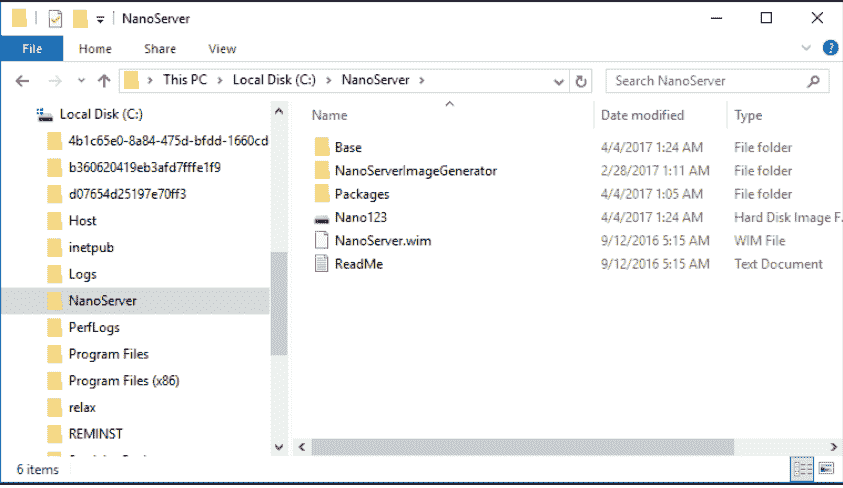 NanoServer
File Home Share View
This PC Local Disk (C:) NanoServer
Search NanoServer
Local Disk (C:)
4b1c65e0-8a84-475d-bfdd-1660cd
b360620419eb3afd7fffe1f9
d07654d25197e70ff3
Host
inetpub
Logs
NanoServer
PerfLogs
Program Files
Program Files (x86)
relax
REMINST
Name Date modified Type
Base 4/4/2017 1:24 AM File folder
NanoServerImageGenerator 2/28/2017 1:11 AM File folder
Packages 4/4/2017 1:05 AM File folder
Nano123 4/4/2017 1:24 AM Hard Disk Image F.
NanoServer.wim 9/12/2016 5:15 AM WIM File
ReadMe 9/12/2016 5:15 AM Text Document
6 items